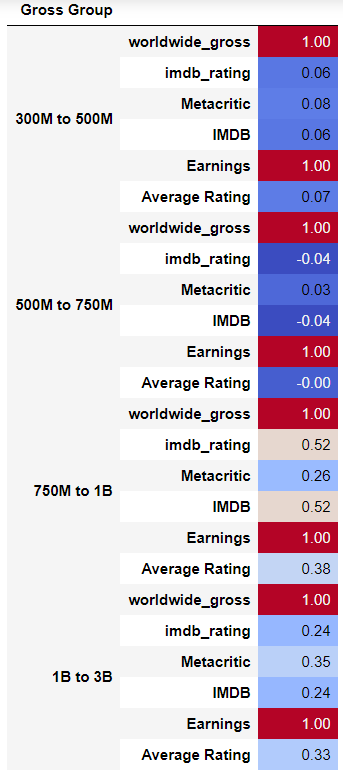 Gross Group
worldwide_gross 1.00
imdb_rating 0.06
Metacritic 0.08
300M to 500M
IMDB 0.06
Earnings 1.00
Average Rating 0.07
worldwide_gross 1.00
imdb_rating -0.04
Metacritic 0.03
500M to 750M
IMDB -0.04
Earnings 1.00
Average Rating -0.00
worldwide_gross 1.00
imdb_rating 0.52
Metacritic 0.26
750M to 1B
IMDB 0.52
Earnings 1.00
Average Rating 0.38
worldwide_gross 1.00
imdb_rating 0.24
Metacritic 0.35
1B to 3B
IMDB 0.24
Earnings 1.00
Average Rating 0.33